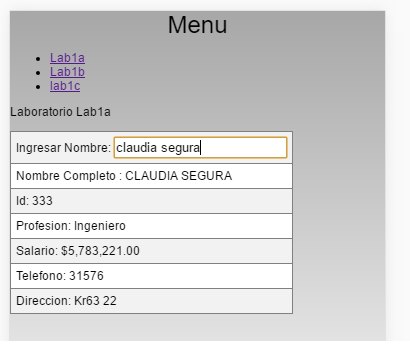 Menu
Lab1a
Lab1b
lab1c
Laboratorio Lab1a
Ingresar Nombre: claudia segura
Nombre Completo : CLAUDIA SEGURA
Id: 333
Profesion: Ingeniero
Salario: $5,783,221.00
Telefono: 31576
Direccion: Kr63 22